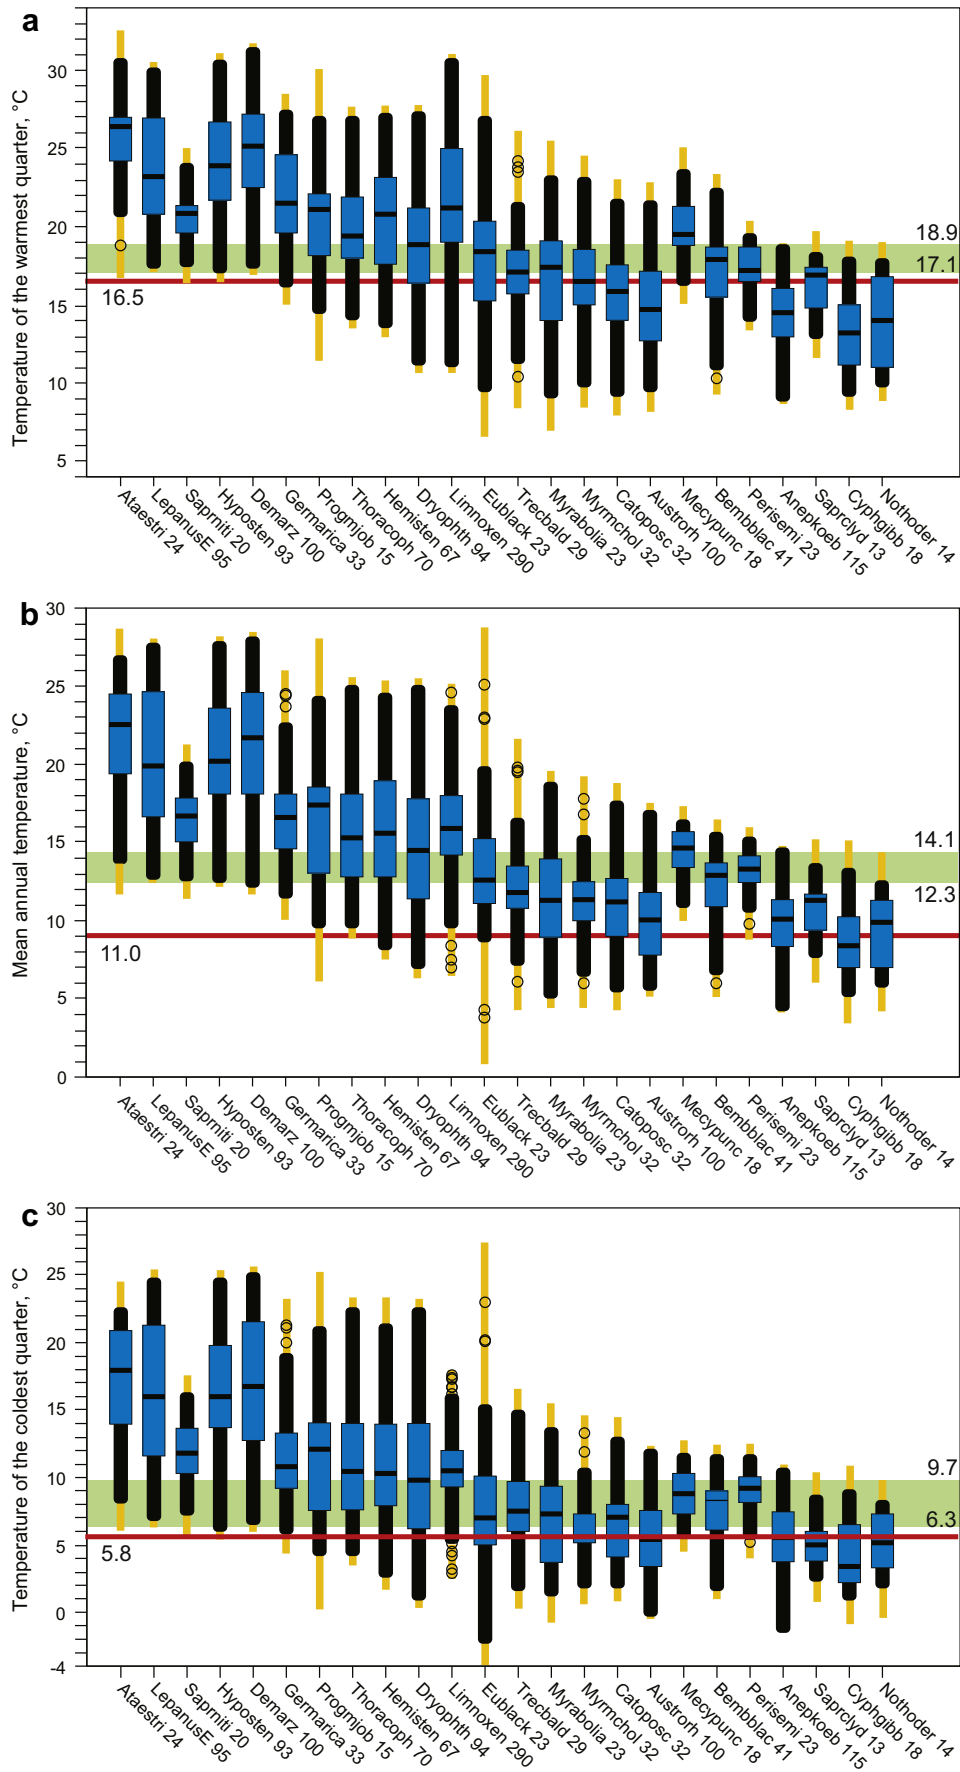 a
Temperature of the warmest quarter, °C
30
25
20
15
10
5
18.9
17.1
16.5
Ataestri 24
LepanusE 95
Saprmiti 20
Hyposten 93
Demarz 100
Germarica 33
Progmjob 15
Thoracoph 70
Hemisten 67
Dryophth 94
Limnoxen 290
Eublack 23
Trecbald 29
Myrabolia 23
Myrmchol 32
Catoposc 32
Austrorh 100
Mecypunc 18
Bembblac 41
Perisemi 23
Anepkoeb 115
Saprclyd 13
Cyphgibb 18
Nothoder 14
b
Mean annual temperature, °C
30
25
20
15
10
5
0
14.1
12.3
11.0
Ataestri 24
LepanusE 95
Saprmiti 20
Hyposten 93
Demarz 100
Germarica 33
Progmjob 15
Thoracoph 70
Hemisten 67
Dryophth 94
Limnoxen 290
Eublack 23
Trecbald 29
Myrabolia 23
Myrmchol 32
Catoposc 32
Austrorh 100
Mecypunc 18
Bembblac 41
Perisemi 23
Anepkoeb 115
Saprclyd 13
Cyphgibb 18
Nothoder 14
c
Temperature of the coldest quarter, °C
30
25
20
15
10
5
0
-4
9.7
6.3
5.8
Ataestri 24
LepanusE 95
Saprmiti 20
Hyposten 93
Demarz 100
Germarica 33
Progmjob 15
Thoracoph 70
Hemisten 67
Dryophth 94
Limnoxen 290
Eublack 23
Trecbald 29
Myrabolia 23
Myrmchol 32
Catoposc 32
Austrorh 100
Mecypunc 18
Bembblac 41
Perisemi 23
Anepkoeb 115
Saprclyd 13
Cyphgibb 18
Nothoder 14